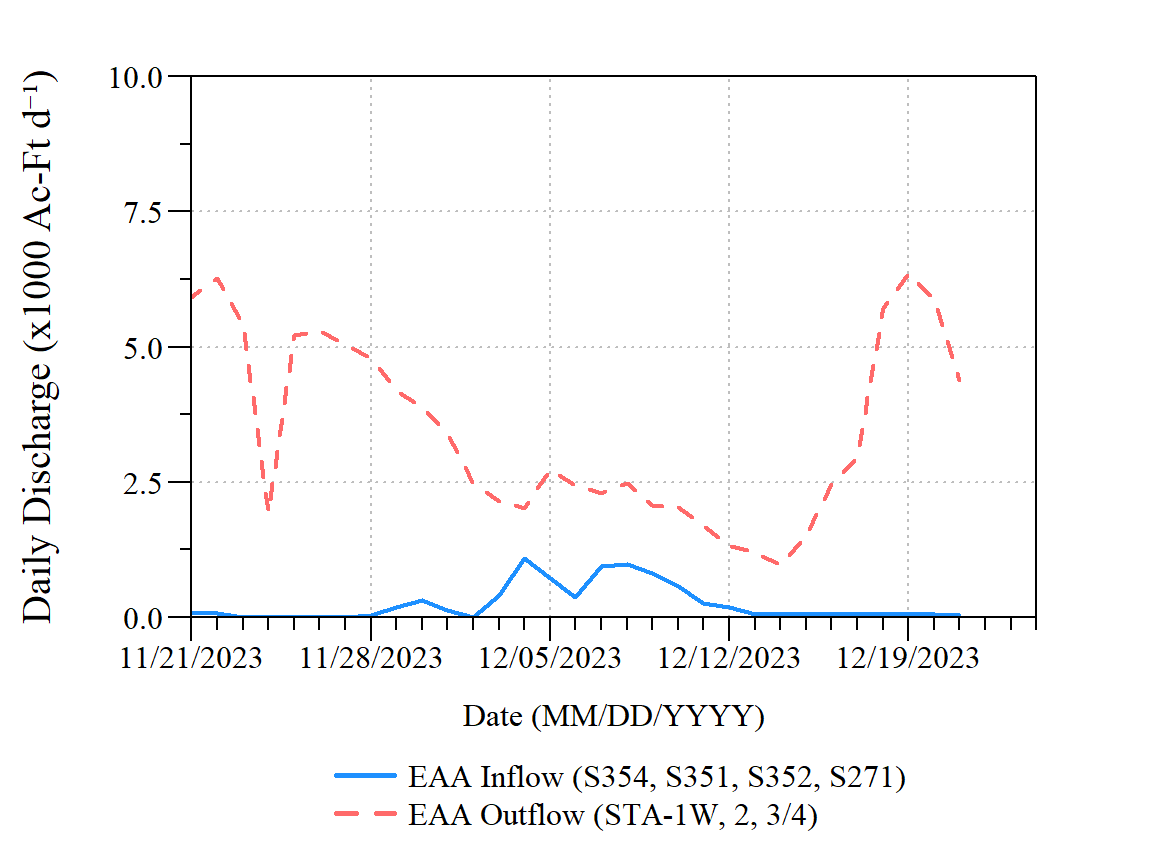 Daily Discharge (x1000 Ac-Ft d⁻¹)
10.0
7.5
5.0
2.5
0.0
11/21/2023 11/28/2023 12/05/2023 12/12/2023 12/19/2023
Date (MM/DD/YYYY)
EAA Inflow (S354, S351, S352, S271)
EAA Outflow (STA-1W, 2, 3/4)